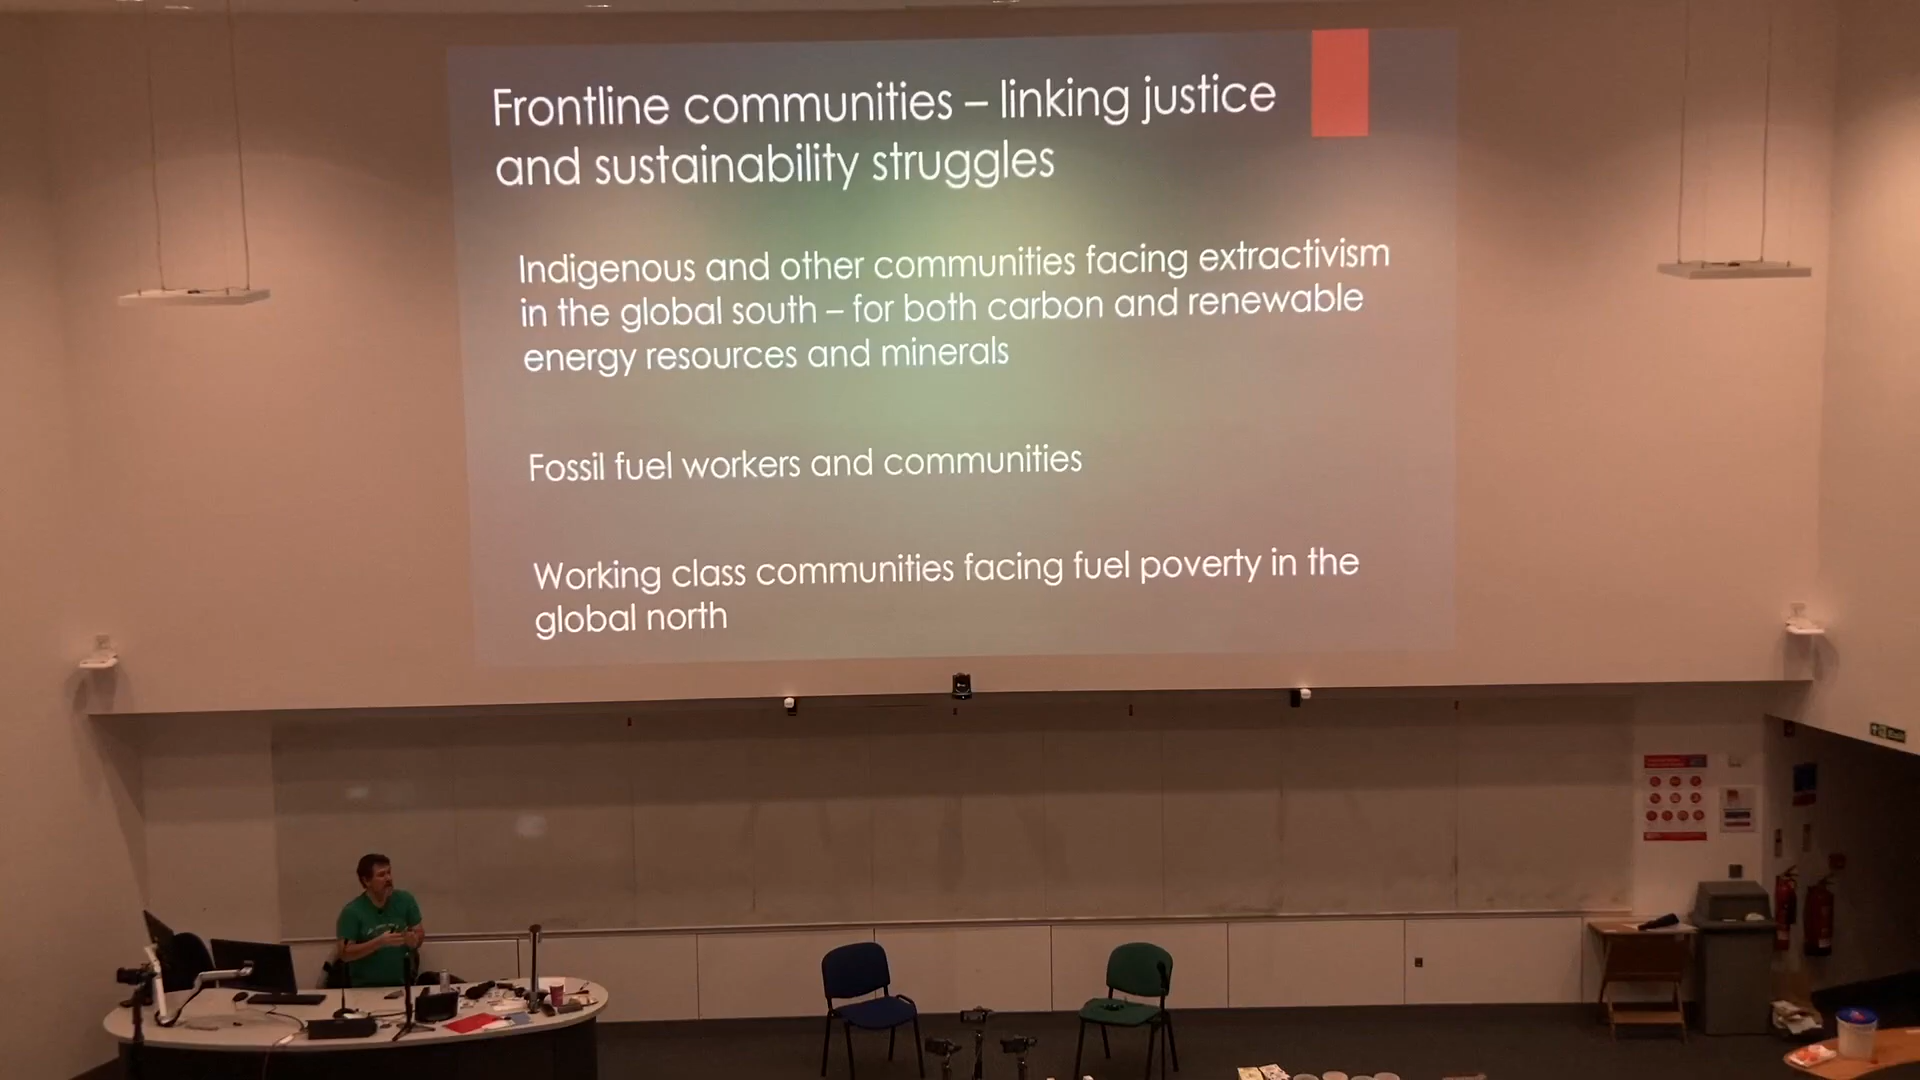 Frontline communities – linking justice
and sustainability struggles
Indigenous and other communities facing extractivism
in the global south – for both carbon and renewable
energy resources and minerals
Fossil fuel workers and communities
Working class communities facing fuel poverty in the
global north